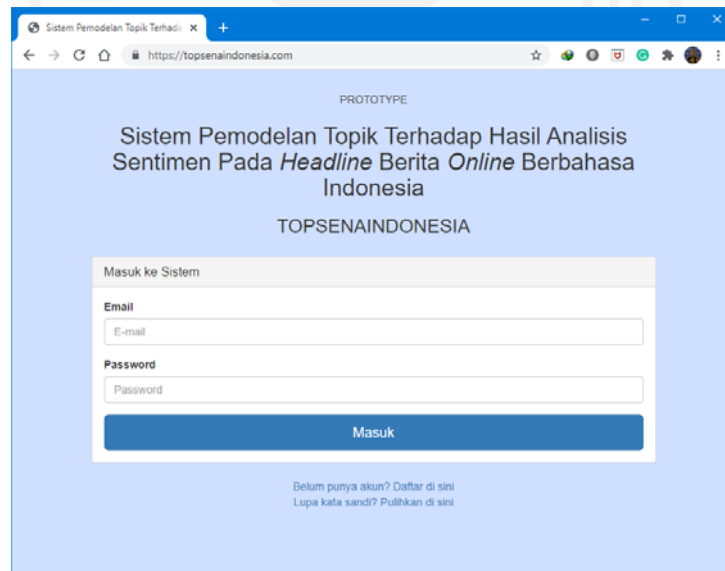 Sistem Pemodelan Topik Terhada
https://topsenaindonesia.com
PROTOTYPE
Sistem Pemodelan Topik Terhadap Hasil Analisis
Sentimen Pada Headline Berita Online Berbahasa
Indonesia
TOPSENAINDONESIA
Masuk ke Sistem
Email
E-mail
Password
Password
Masuk
Belum punya akun? Daftar di sini
Lupa kata sandi? Pulihkan di sini